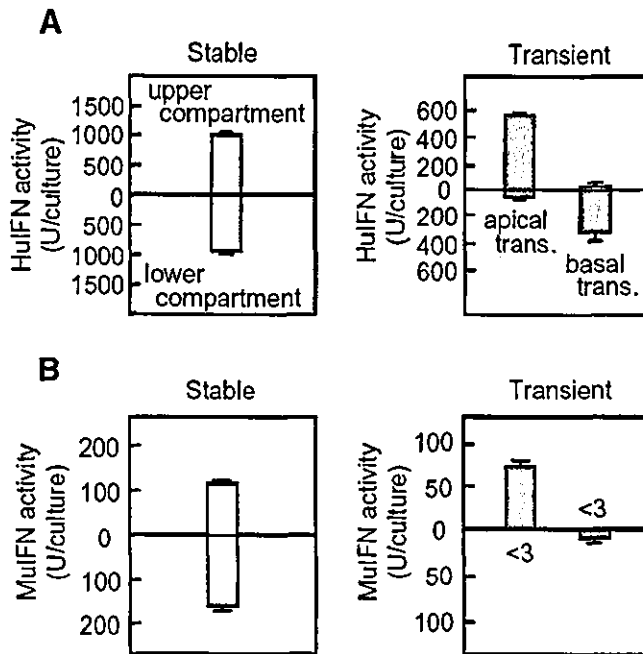 A
Stable
HuIFN activity
(U/culture)
1500
1000
500
0
500
1000
1500
upper
compartment
lower
compartment
Transient
HuIFN activity
(U/culture)
600
400
200
0
200
400
600
apical
trans.
basal
trans.
B
Stable
MuIFN activity
(U/culture)
200
100
0
100
200
Transient
MuIFN activity
(U/culture)
100
50
0
50
100
<3
<3